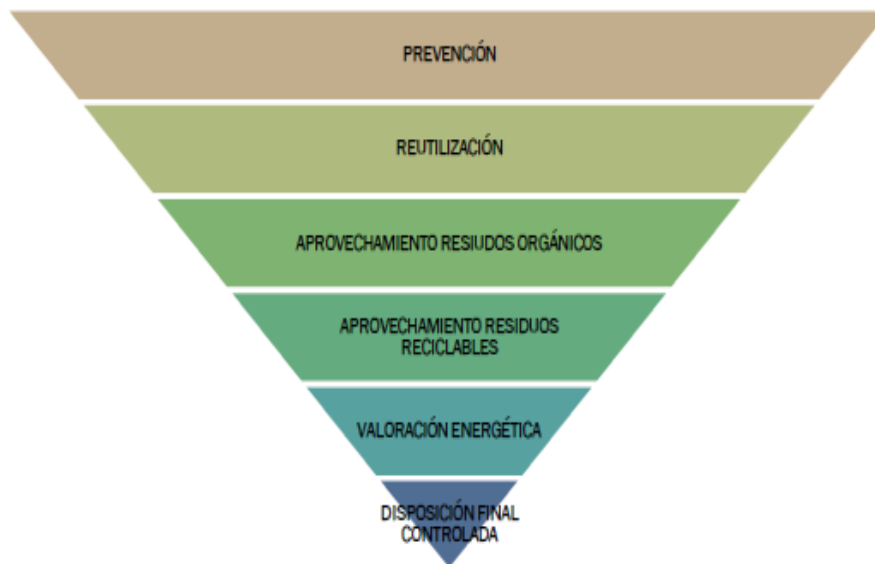 PREVENCIÓN
REUTILIZACIÓN
APROVECHAMIENTO RESIUDOS ORGÁNICOS
APROVECHAMIENTO RESIDUOS
RECICLABLES
VALORACIÓN ENERGÉTICA
DISPOSICIÓN FINAL
CONTROLADA